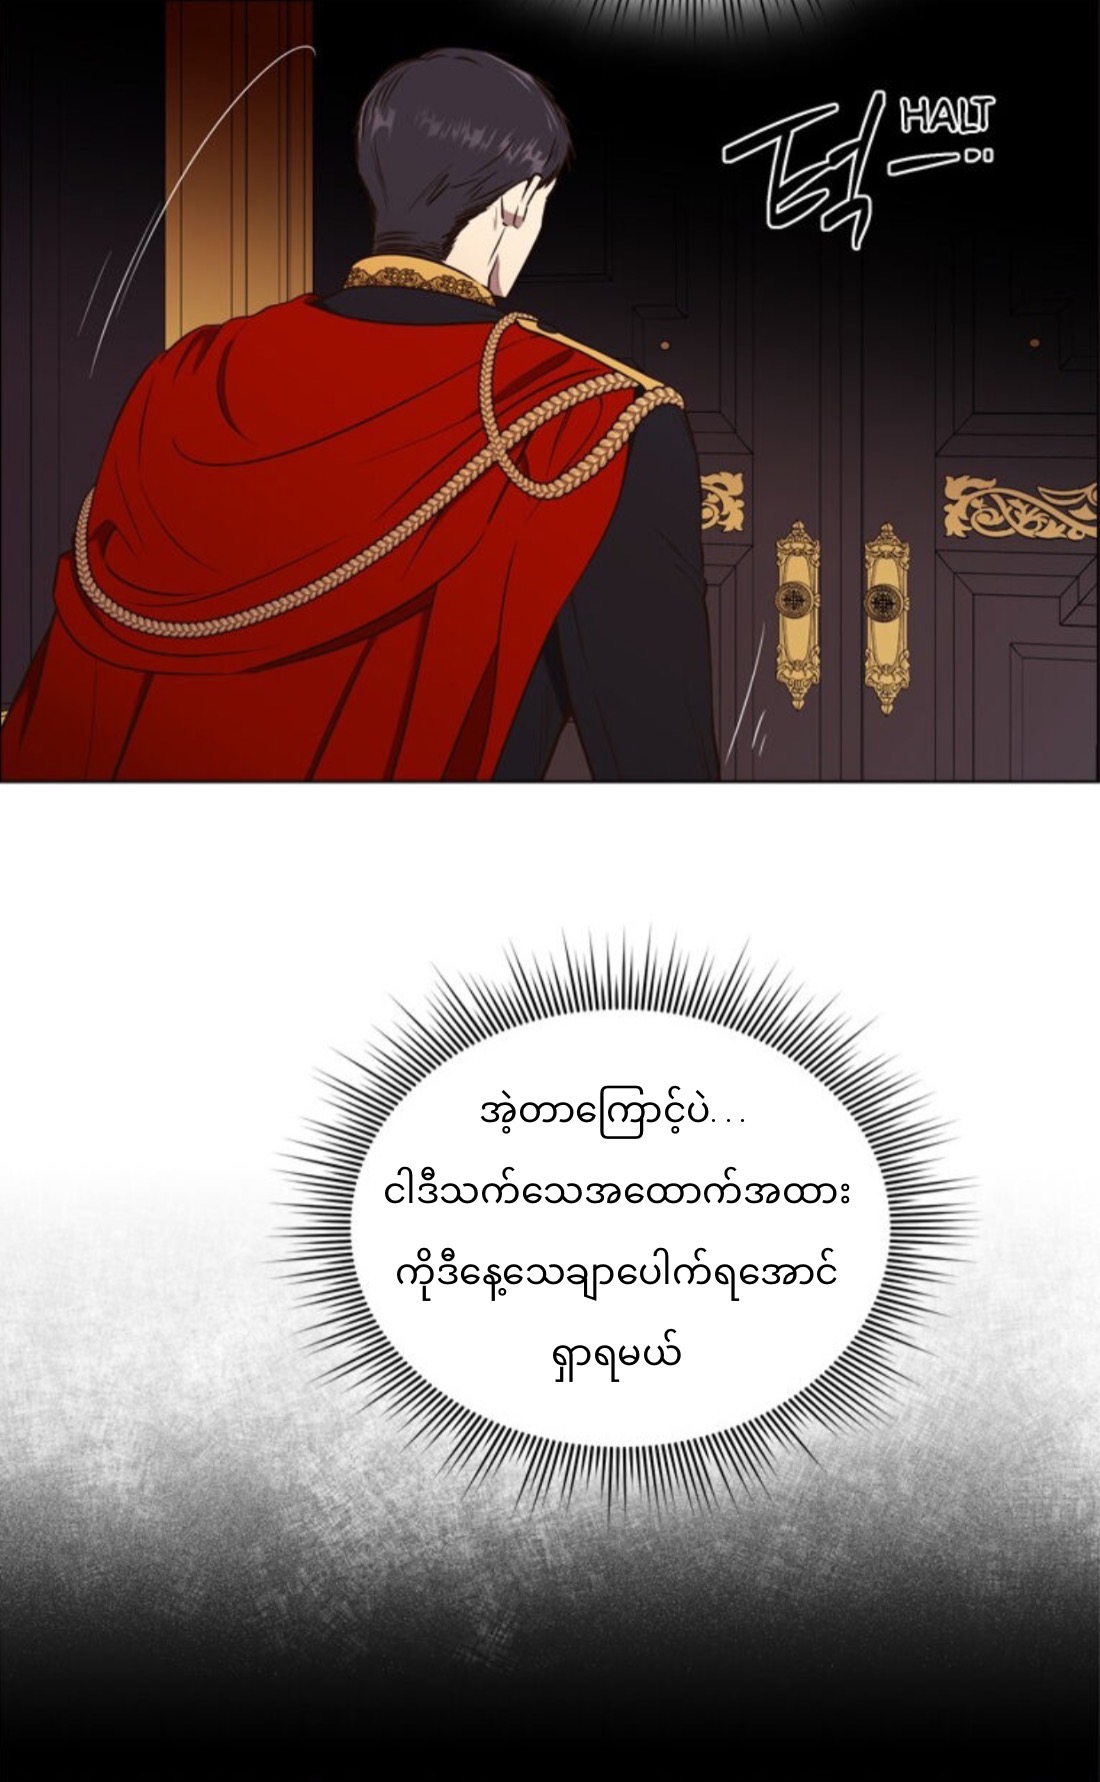 HALT
턱
အဲ့တာကြောင့်ပဲ...
ငါဒီသက်သေအထောက်အထား
ကိုဒီနေ့သေချာပေါက်ရအောင်
ရှာရမယ်